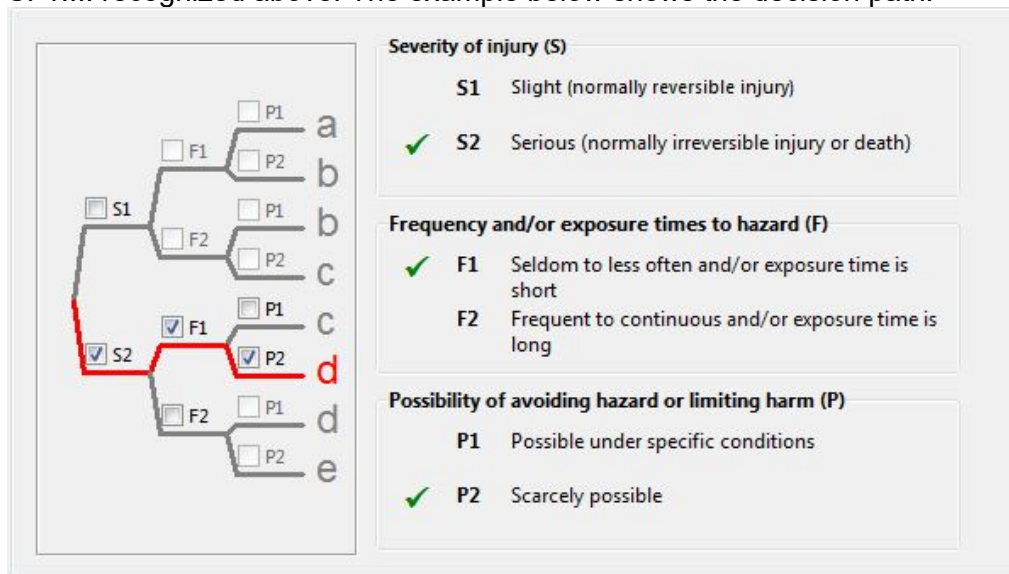 Severity of injury (S)
S1 Slight (normally reversible injury)
S2 Serious (normally irreversible injury or death)
Frequency and/or exposure times to hazard (F)
F1 Seldom to less often and/or exposure time is
short
F2 Frequent to continuous and/or exposure time is
long
Possibility of avoiding hazard or limiting harm (P)
P1 Possible under specific conditions
P2 Scarcely possible
P1 a
F1
P2 b
S1
P1 b
F2
P2 c
P1 c
F1
S2
P2 d
P1 d
F2
P2 e